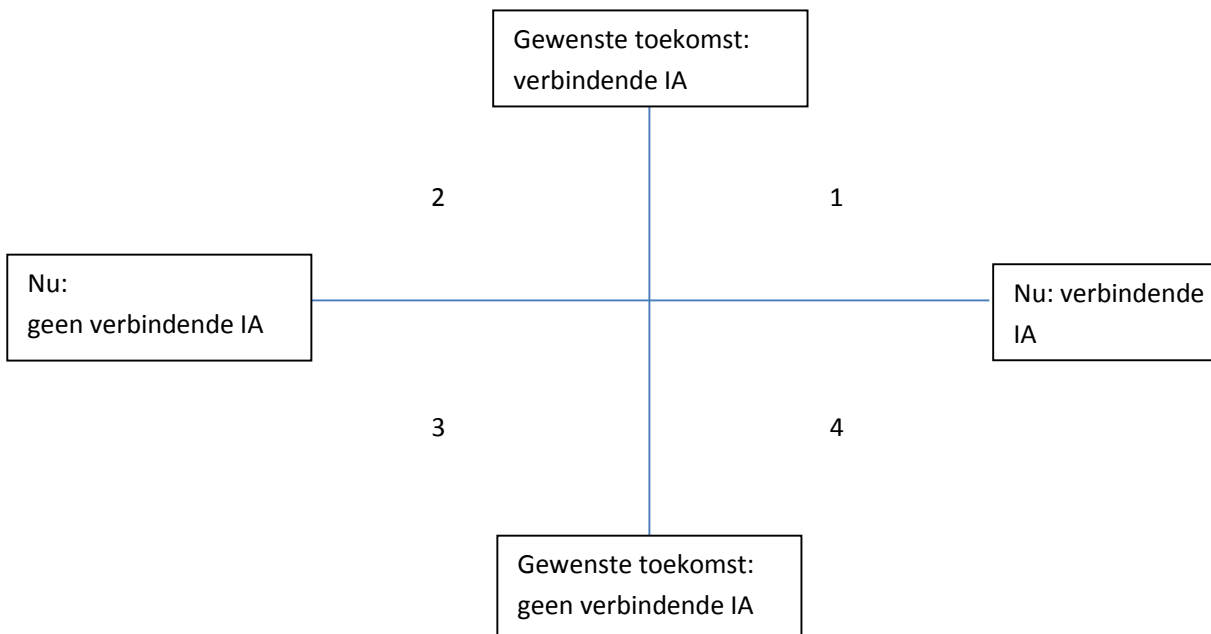 Gewenste toekomst:
verbindende IA
2
1
Nu:
geen verbindende IA
Nu: verbindende
IA
3
4
Gewenste toekomst:
geen verbindende IA